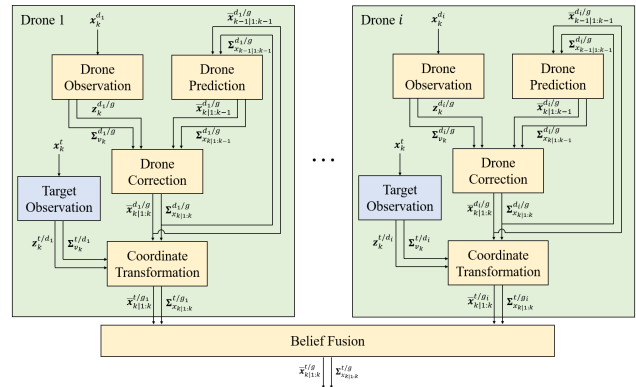 Drone 1
x_k^{d_1}
x̄_{k-1|1:k-1}^{d_1/g}
Σ_{x_{k-1|1:k-1}}^{d_1/g}
Drone
Observation
Drone
Prediction
z_k^{d_1/g}
Σ_{v_k}^{d_1/g}
x̄_{k|1:k-1}^{d_1/g}
Σ_{x_{k|1:k-1}}^{d_1/g}
x_k^t
Drone
Correction
Target
Observation
x̄_{k|1:k}^{d_1/g}
Σ_{x_{k|1:k}}^{d_1/g}
z_k^{t/d_1}
Σ_{v_k}^{t/d_1}
Coordinate
Transformation
x̄_{k|1:k}^{t/g_1}
Σ_{x_{k|1:k}}^{t/g_1}
• • •
Drone i
x_k^{d_i}
x̄_{k-1|1:k-1}^{d_i/g}
Σ_{x_{k-1|1:k-1}}^{d_i/g}
Drone
Observation
Drone
Prediction
z_k^{d_i/g}
Σ_{v_k}^{d_i/g}
x̄_{k|1:k-1}^{d_i/g}
Σ_{x_{k|1:k-1}}^{d_i/g}
x_k^t
Drone
Correction
Target
Observation
x̄_{k|1:k}^{d_i/g}
Σ_{x_{k|1:k}}^{d_i/g}
z_k^{t/d_i}
Σ_{v_k}^{t/d_i}
Coordinate
Transformation
x̄_{k|1:k}^{t/g_i}
Σ_{x_{k|1:k}}^{t/g_i}
Belief Fusion
x̄_{k|1:k}^{t/g}
Σ_{x_{k|1:k}}^{t/g}